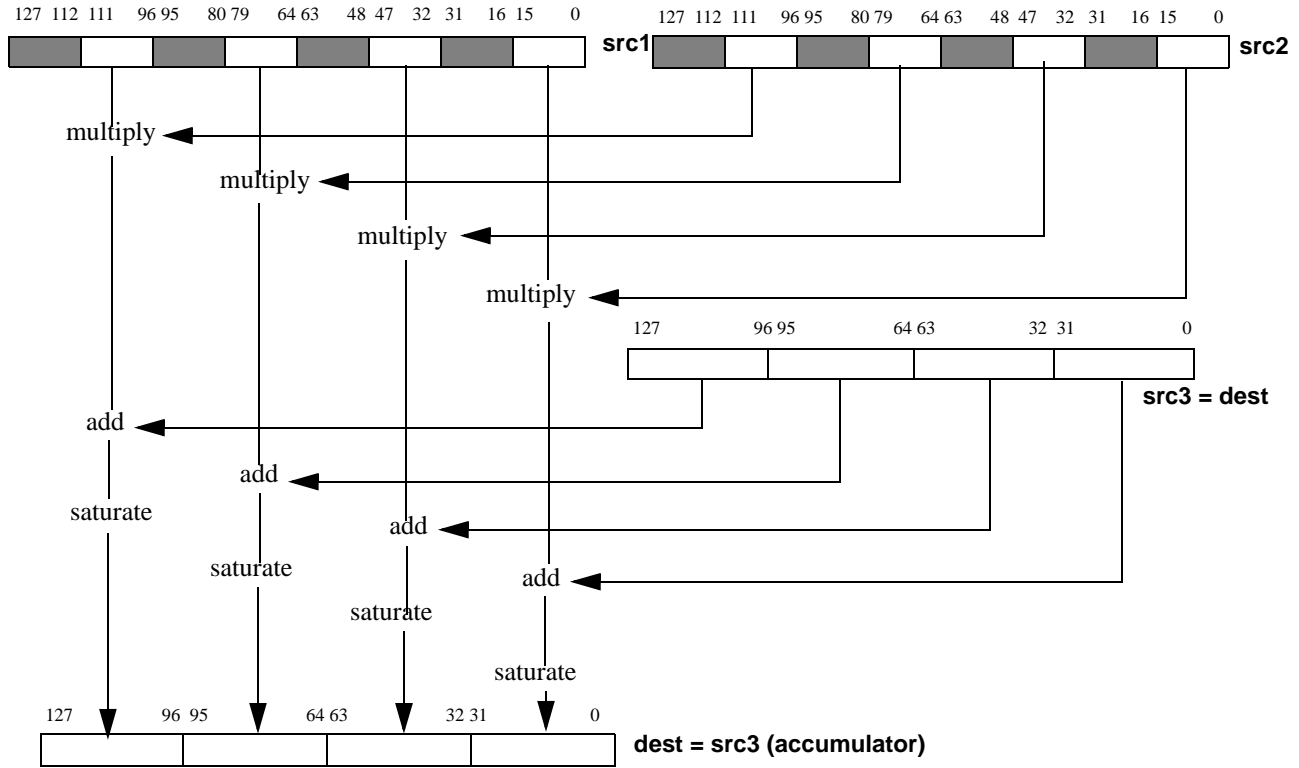 127 112 111 96 95 80 79 64 63 48 47 32 31 16 15 0
src1
127 112 111 96 95 80 79 64 63 48 47 32 31 16 15 0
src2
multiply
multiply
multiply
multiply
127 96 95 64 63 32 31 0
src3 = dest
add
add
saturate
add
saturate
add
saturate
saturate
127 96 95 64 63 32 31 0
dest = src3 (accumulator)